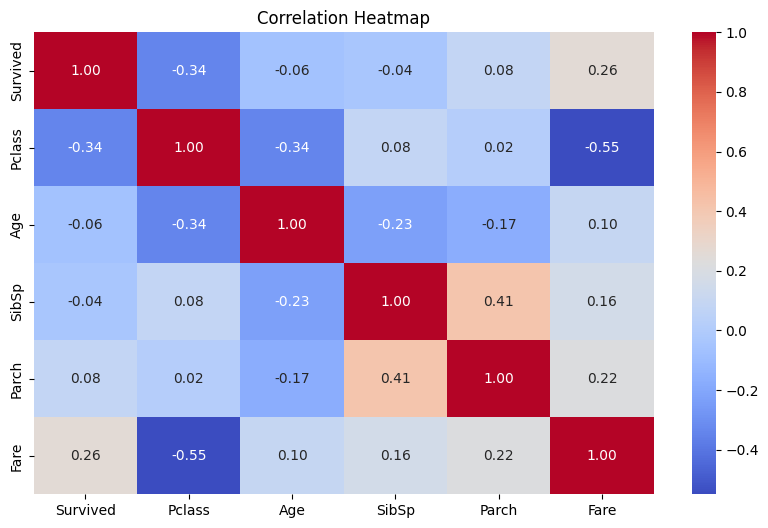 Correlation Heatmap
Survived 1.00 -0.34 -0.06 -0.04 0.08 0.26
Pclass -0.34 1.00 -0.34 0.08 0.02 -0.55
Age -0.06 -0.34 1.00 -0.23 -0.17 0.10
SibSp -0.04 0.08 -0.23 1.00 0.41 0.16
Parch 0.08 0.02 -0.17 0.41 1.00 0.22
Fare 0.26 -0.55 0.10 0.16 0.22 1.00
Survived Pclass Age SibSp Parch Fare
1.0
0.8
0.6
0.4
0.2
0.0
−0.2
−0.4